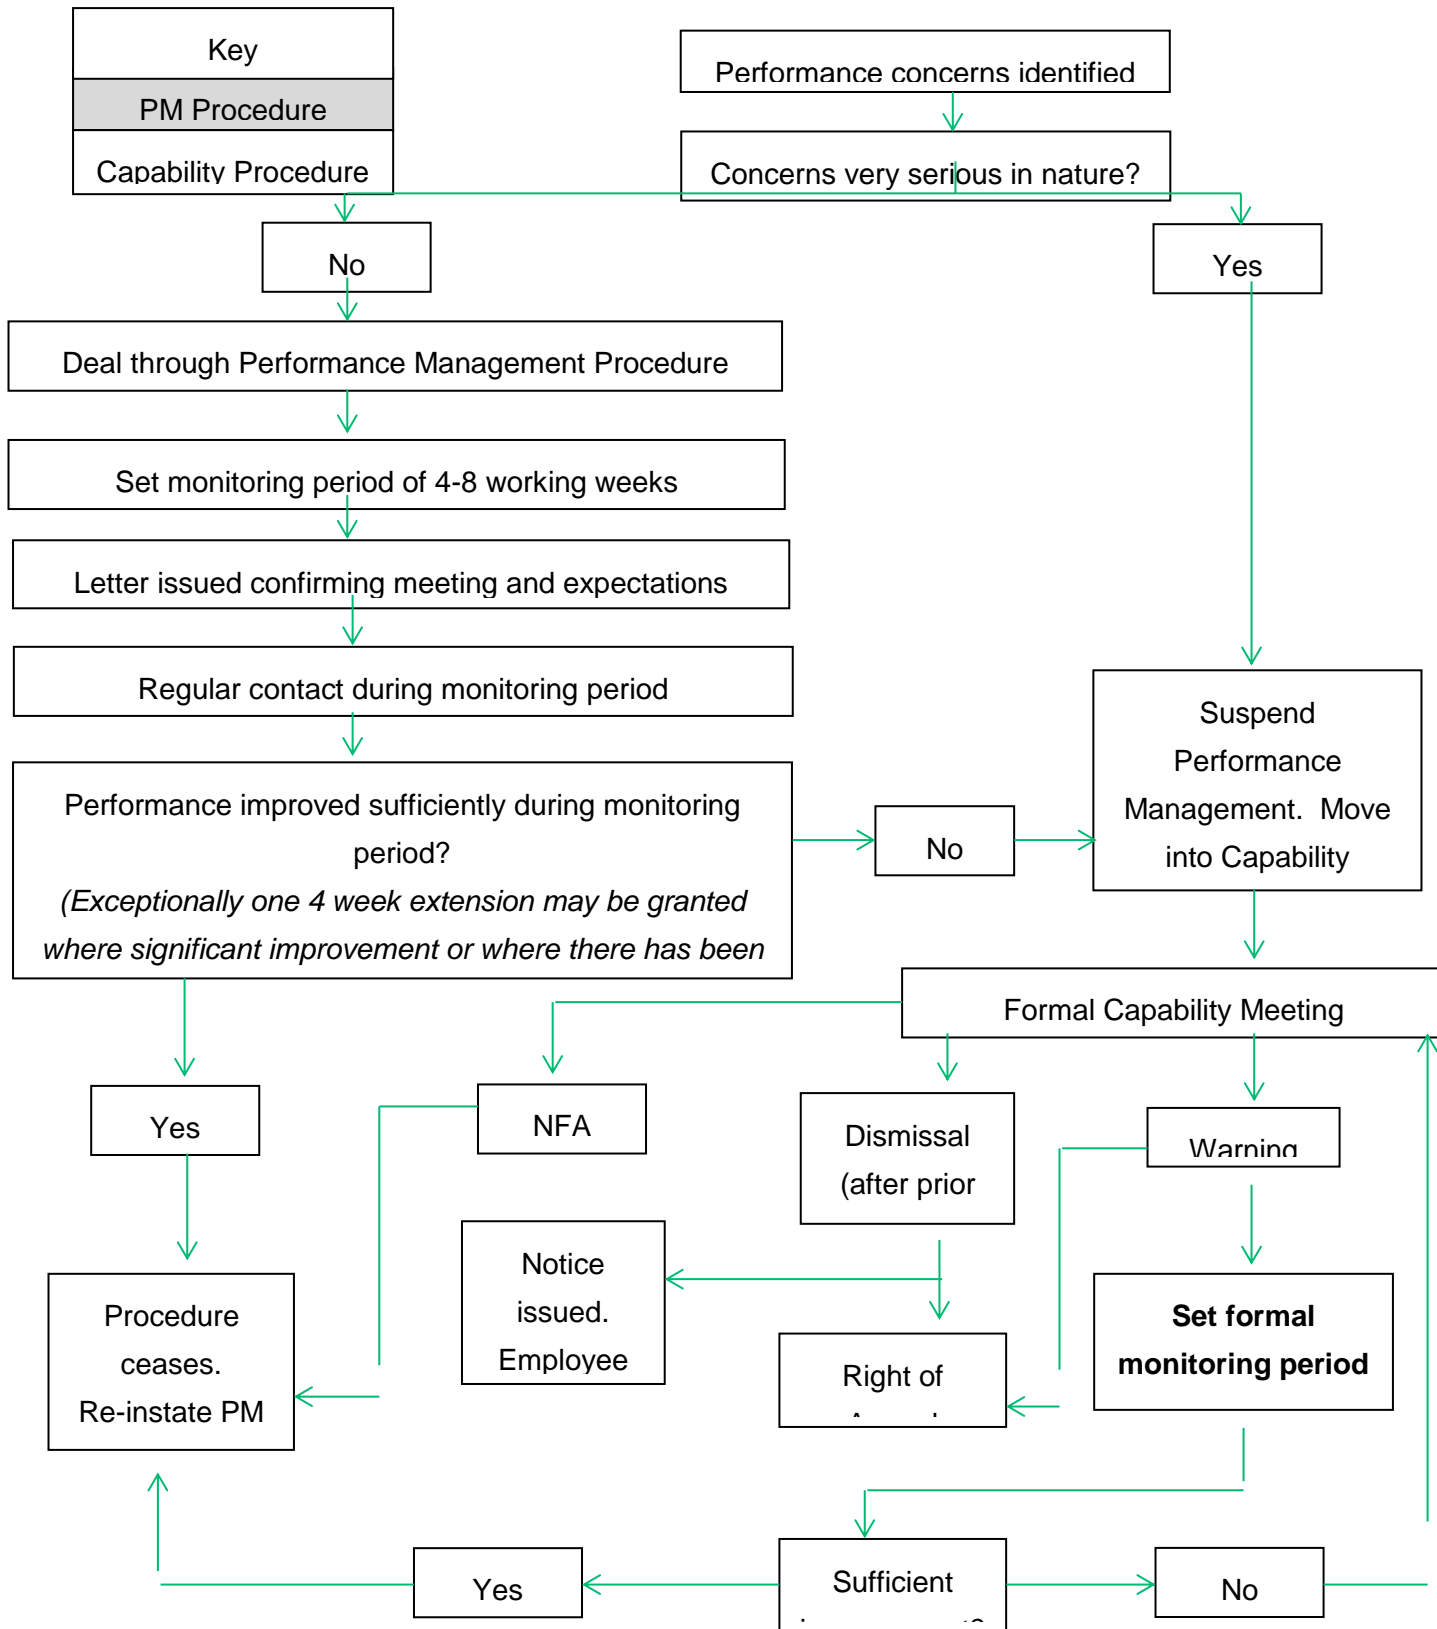 Key
PM Procedure
Capability Procedure
Performance concerns identified
Concerns very serious in nature?
No
Yes
Deal through Performance Management Procedure
Set monitoring period of 4-8 working weeks
Letter issued confirming meeting and expectations
Regular contact during monitoring period
Performance improved sufficiently during monitoring
period?
(Exceptionally one 4 week extension may be granted
where significant improvement or where there has been
No
Suspend
Performance
Management. Move
into Capability
Formal Capability Meeting
Yes
NFA
Dismissal
(after prior
Warning
Notice
issued.
Employee
Procedure
ceases.
Re-instate PM
Right of
Set formal
monitoring period
Yes
Sufficient
No